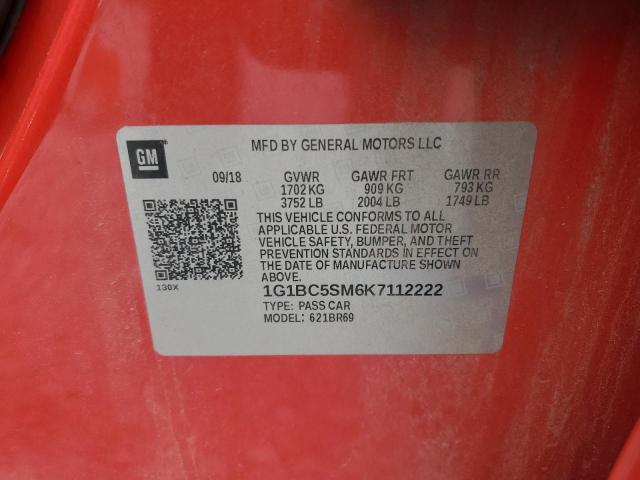 GM
MFD BY GENERAL MOTORS LLC
09/18 GVWR GAWR FRT GAWR RR
1702 KG 909 KG 793 KG
3752 LB 2004 LB 1749 LB
THIS VEHICLE CONFORMS TO ALL
APPLICABLE U.S. FEDERAL MOTOR
VEHICLE SAFETY, BUMPER, AND THEFT
PREVENTION STANDARDS IN EFFECT ON
THE DATE OF MANUFACTURE SHOWN
ABOVE.
130X
1G1BC5SM6K7112222
TYPE: PASS CAR
MODEL: 621BR69